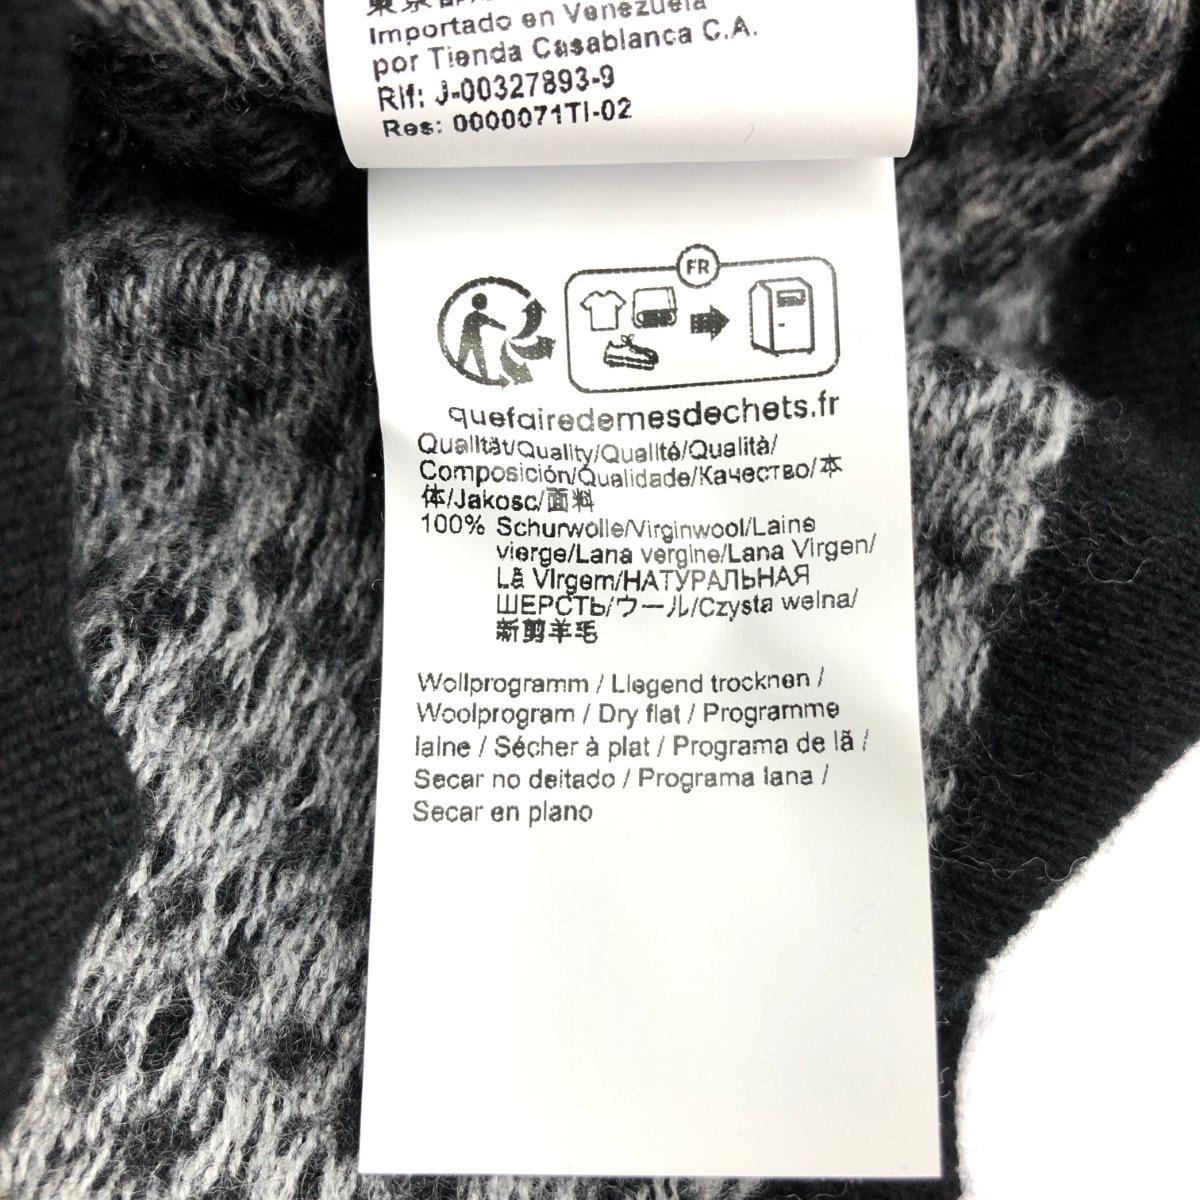 Importado en Venezuela
por Tienda Casablanca C.A.
Rif: J-00327893-9
Res: 0000071TI-02
FR
quefairedemesdechets.fr
Qualität/Quality/Qualité/Qualità/
Composición/Qualidade/Качество/本
体/Jakosc/面料
100% Schurwolle/Virginwool/Laine
vierge/Lana vergine/Lana Virgen/
Lã Virgem/НАТУРАЛЬНАЯ
ШЕРСТЬ/ウール/Czysta welna/
新剪羊毛
Wollprogramm / Liegend trocknen /
Woolprogram / Dry flat / Programme
laine / Sécher à plat / Programa de lã /
Secar no deitado / Programa lana /
Secar en plano